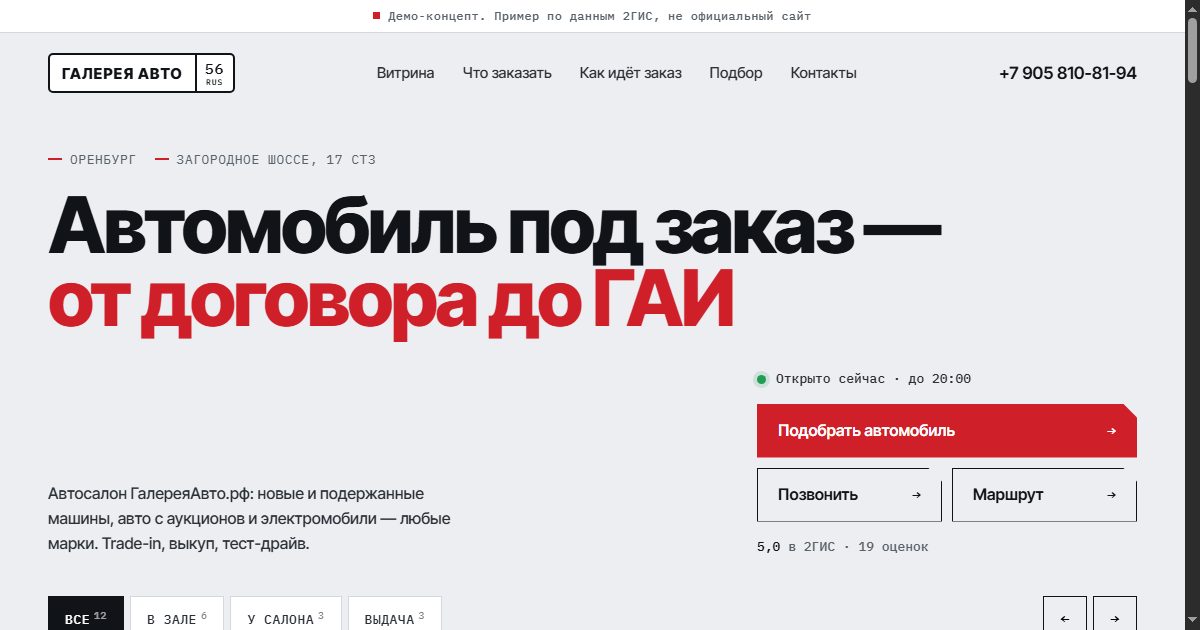 Демо-концепт. Пример по данным 2ГИС, не официальный сайт
ГАЛЕРЕЯ АВТО 56 RUS
Витрина Что заказать Как идёт заказ Подбор Контакты +7 905 810-81-94
— ОРЕНБУРГ — ЗАГОРОДНОЕ ШОССЕ, 17 СТ3
Автомобиль под заказ —
от договора до ГАИ
Открыто сейчас · до 20:00
Подобрать автомобиль →
Позвонить → Маршрут →
5,0 в 2ГИС · 19 оценок
Автосалон ГалереяАвто.рф: новые и подержанные
машины, авто с аукционов и электромобили — любые
марки. Trade-in, выкуп, тест-драйв.
ВСЕ 12 В ЗАЛЕ 6 У САЛОНА 3 ВЫДАЧА 3 ← →